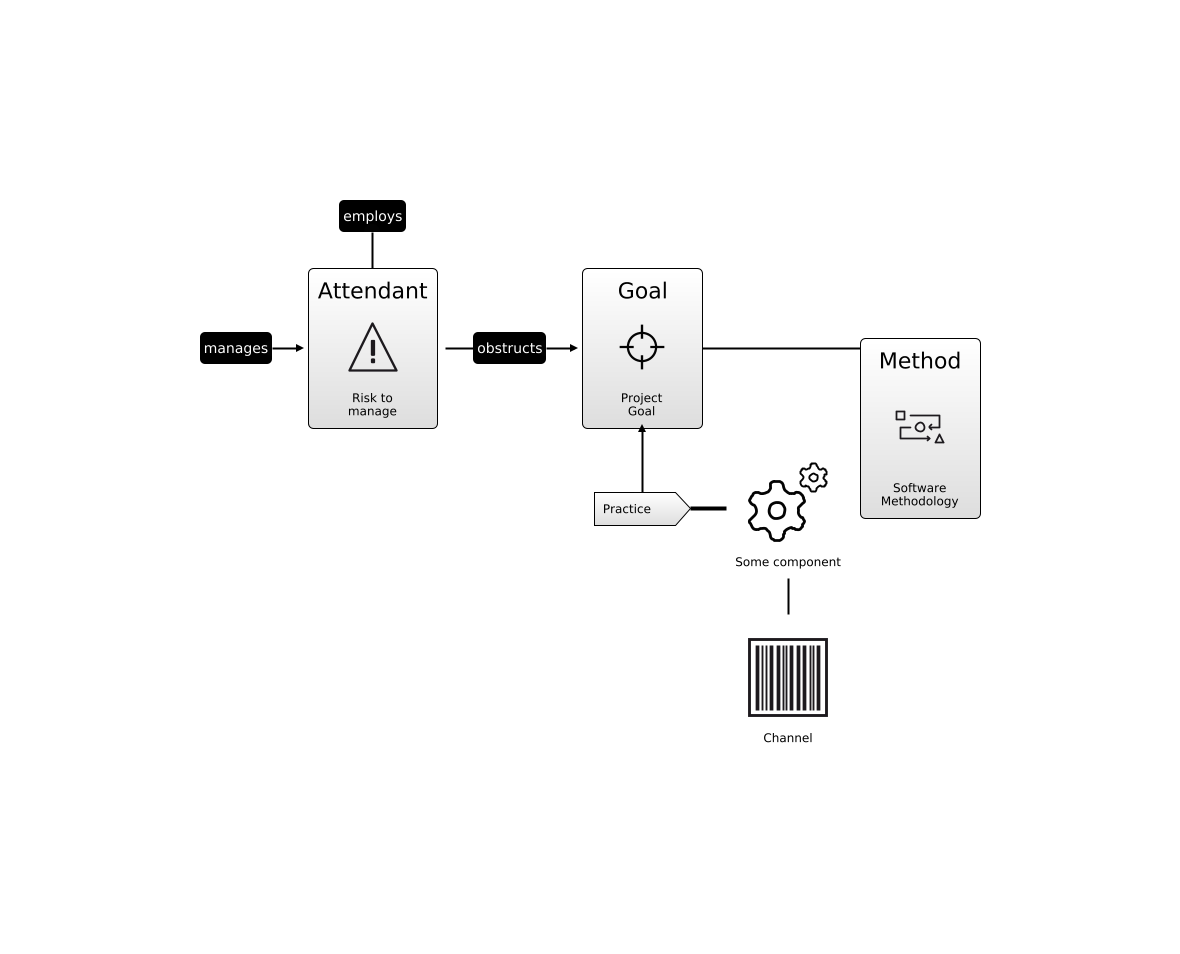 employs
Attendant
Goal
manages
obstructs
Method
Risk to
manage
Project
Goal
Software
Methodology
Practice
Some component
Channel